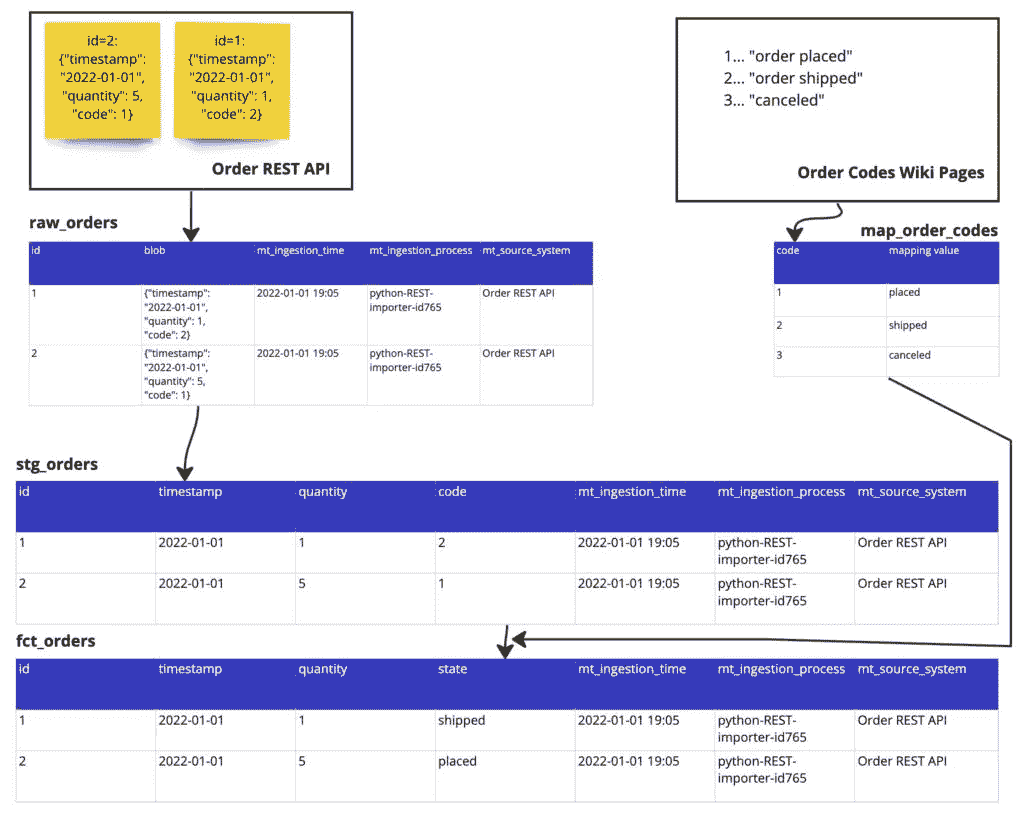 id=2:
{"timestamp":
"2022-01-01",
"quantity": 5,
"code": 1}
id=1:
{"timestamp":
"2022-01-01",
"quantity": 1,
"code": 2}
Order REST API
1... "order placed"
2... "order shipped"
3... "canceled"
Order Codes Wiki Pages
raw_orders
id blob mt_ingestion_time mt_ingestion_process mt_source_system
1 {"timestamp": 2022-01-01 19:05 python-REST- Order REST API
"2022-01-01", importer-id765
"quantity": 1,
"code": 2}
2 {"timestamp": 2022-01-01 19:05 python-REST- Order REST API
"2022-01-01", importer-id765
"quantity": 5,
"code": 1}
map_order_codes
code mapping value
1 placed
2 shipped
3 canceled
stg_orders
id timestamp quantity code mt_ingestion_time mt_ingestion_process mt_source_system
1 2022-01-01 1 2 2022-01-01 19:05 python-REST- Order REST API
importer-id765
2 2022-01-01 5 1 2022-01-01 19:05 python-REST- Order REST API
importer-id765
fct_orders
id timestamp quantity state mt_ingestion_time mt_ingestion_process mt_source_system
1 2022-01-01 1 shipped 2022-01-01 19:05 python-REST- Order REST API
importer-id765
2 2022-01-01 5 placed 2022-01-01 19:05 python-REST- Order REST API
importer-id765